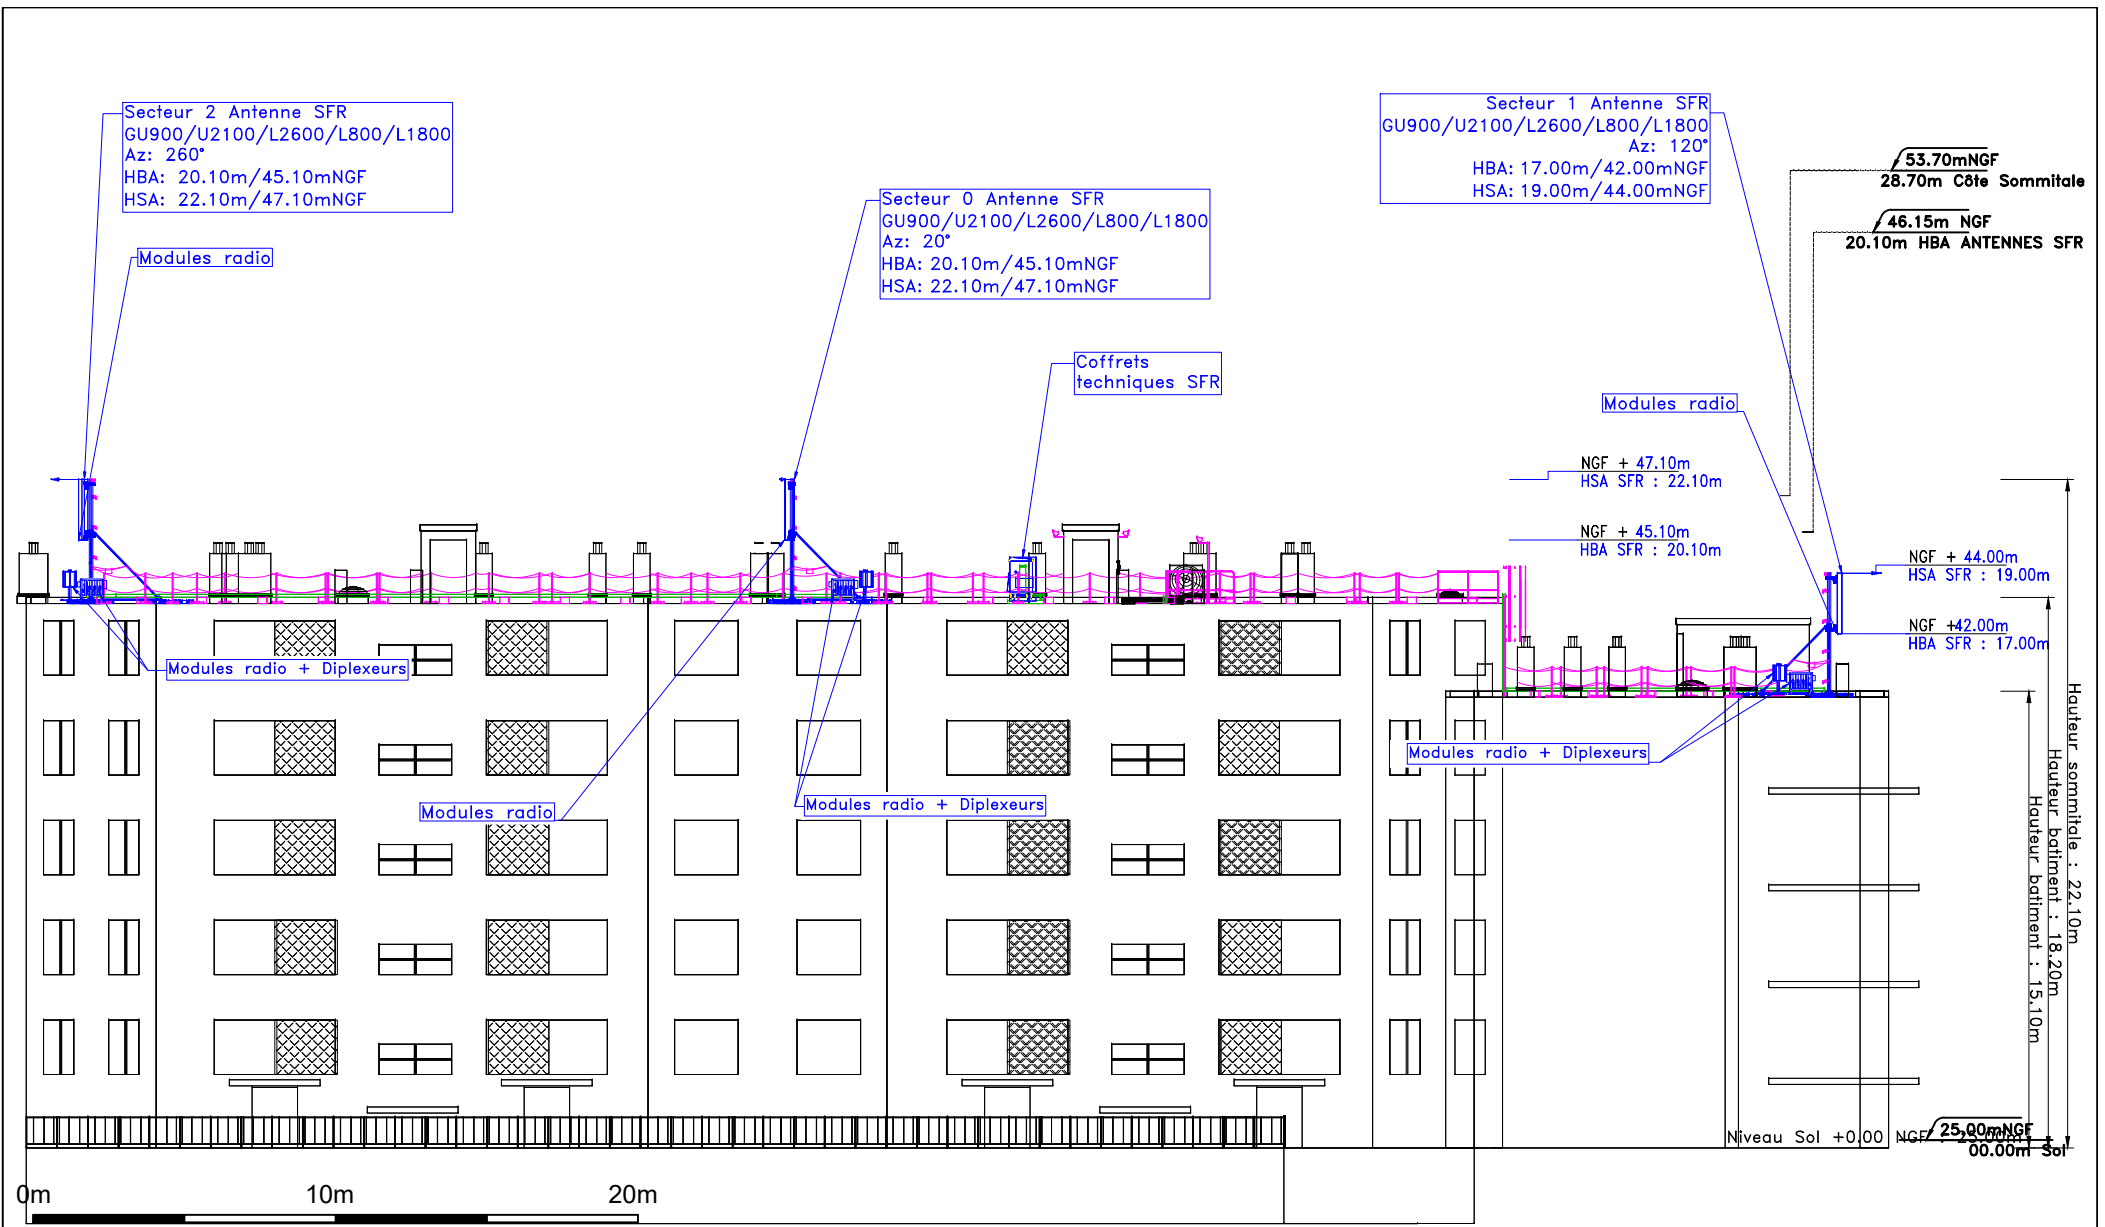 Secteur 2 Antenne SFR
GU900/U2100/L2600/L800/L1800
Az: 260°
HBA: 20.10m/45.10mNGF
HSA: 22.10m/47.10mNGF
Modules radio
Secteur 0 Antenne SFR
GU900/U2100/L2600/L800/L1800
Az: 20°
HBA: 20.10m/45.10mNGF
HSA: 22.10m/47.10mNGF
Coffrets
techniques SFR
Secteur 1 Antenne SFR
GU900/U2100/L2600/L800/L1800
Az: 120°
HBA: 17.00m/42.00mNGF
HSA: 19.00m/44.00mNGF
53.70mNGF
28.70m Côte Sommitale
46.15m NGF
20.10m HBA ANTENNES SFR
Modules radio
NGF + 47.10m
HSA SFR : 22.10m
NGF + 45.10m
HBA SFR : 20.10m
NGF + 44.00m
HSA SFR : 19.00m
NGF +42.00m
HBA SFR : 17.00m
Modules radio + Diplexeurs
Modules radio
Modules radio + Diplexeurs
Modules radio + Diplexeurs
Hauteur sommitale : 22.10m
Hauteur batiment : 18.20m
Hauteur batiment : 15.10m
25.00mNGF
Niveau Sol +0.00 NGF : 25.00m
00.00m Sol
0m 10m 20m